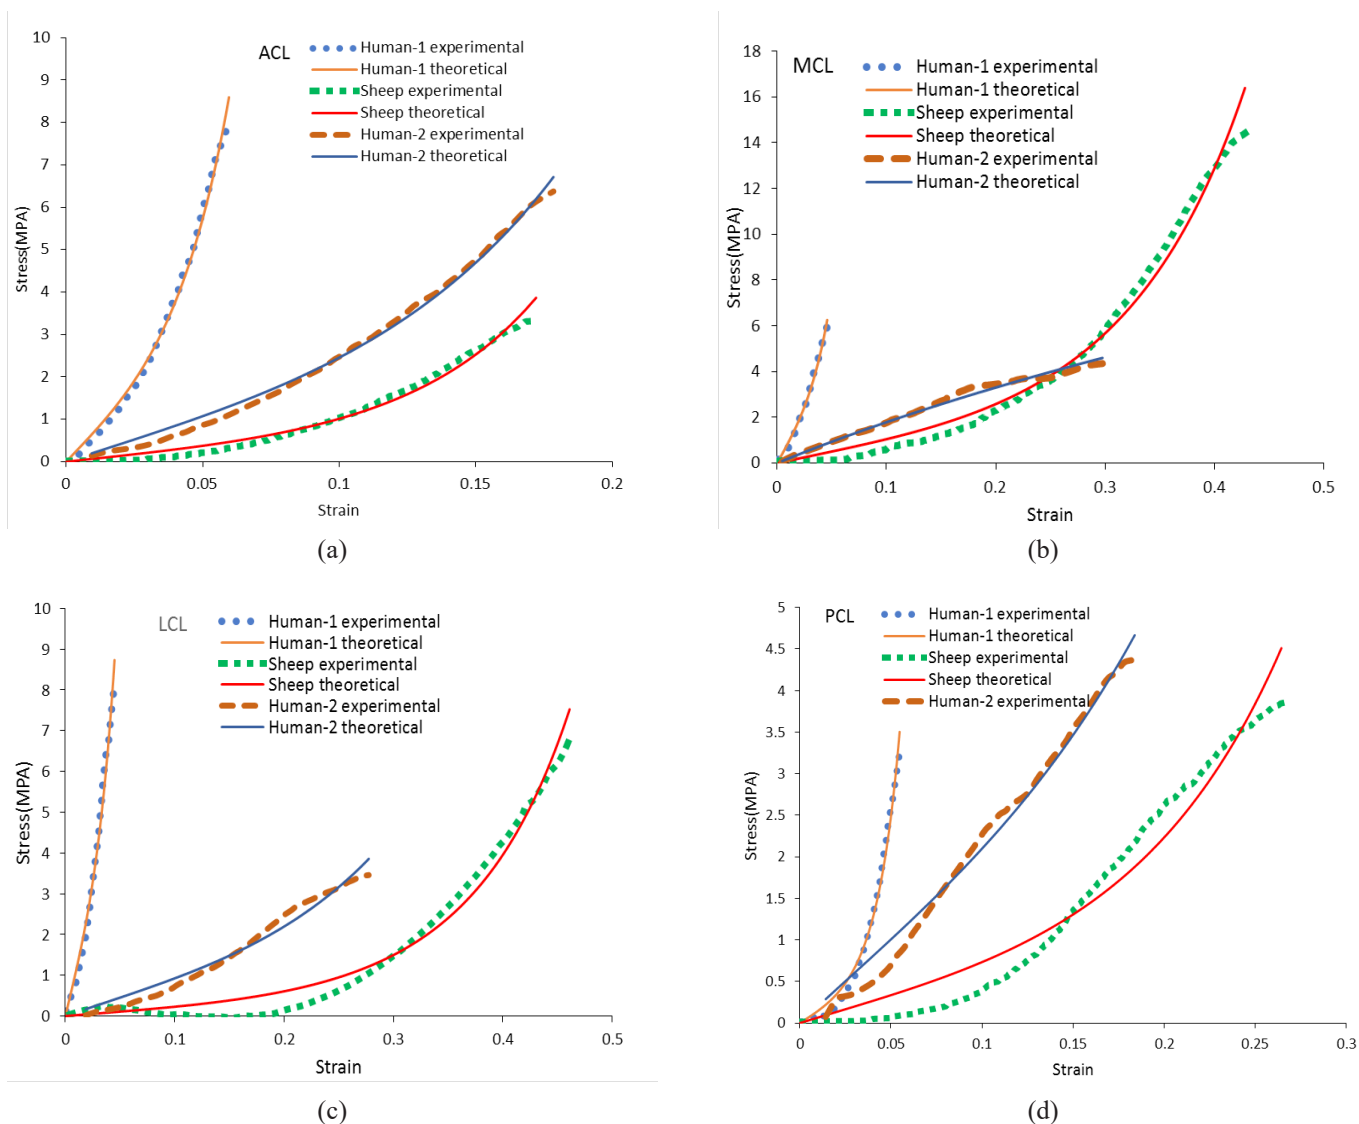 ACL
Human-1 experimental
Human-1 theoretical
Sheep experimental
Sheep theoretical
Human-2 experimental
Human-2 theoretical
Stress(MPA)
10
9
8
7
6
5
4
3
2
1
0
0 0.05 0.1 0.15 0.2
Strain
(a)
MCL
Human-1 experimental
Human-1 theoretical
Sheep experimental
Sheep theoretical
Human-2 experimental
Human-2 theoretical
Stress(MPA)
18
16
14
12
10
8
6
4
2
0
0 0.1 0.2 0.3 0.4 0.5
Strain
(b)
LCL
Human-1 experimental
Human-1 theoretical
Sheep experimental
Sheep theoretical
Human-2 experimental
Human-2 theoretical
Stress(MPA)
10
9
8
7
6
5
4
3
2
1
0
0 0.1 0.2 0.3 0.4 0.5
Strain
(c)
PCL
Human-1 experimental
Human-1 theoretical
Sheep experimental
Sheep theoretical
Human-2 experimental
Stress(MPA)
5
4.5
4
3.5
3
2.5
2
1.5
1
0.5
0
0 0.05 0.1 0.15 0.2 0.25 0.3
Strain
(d)